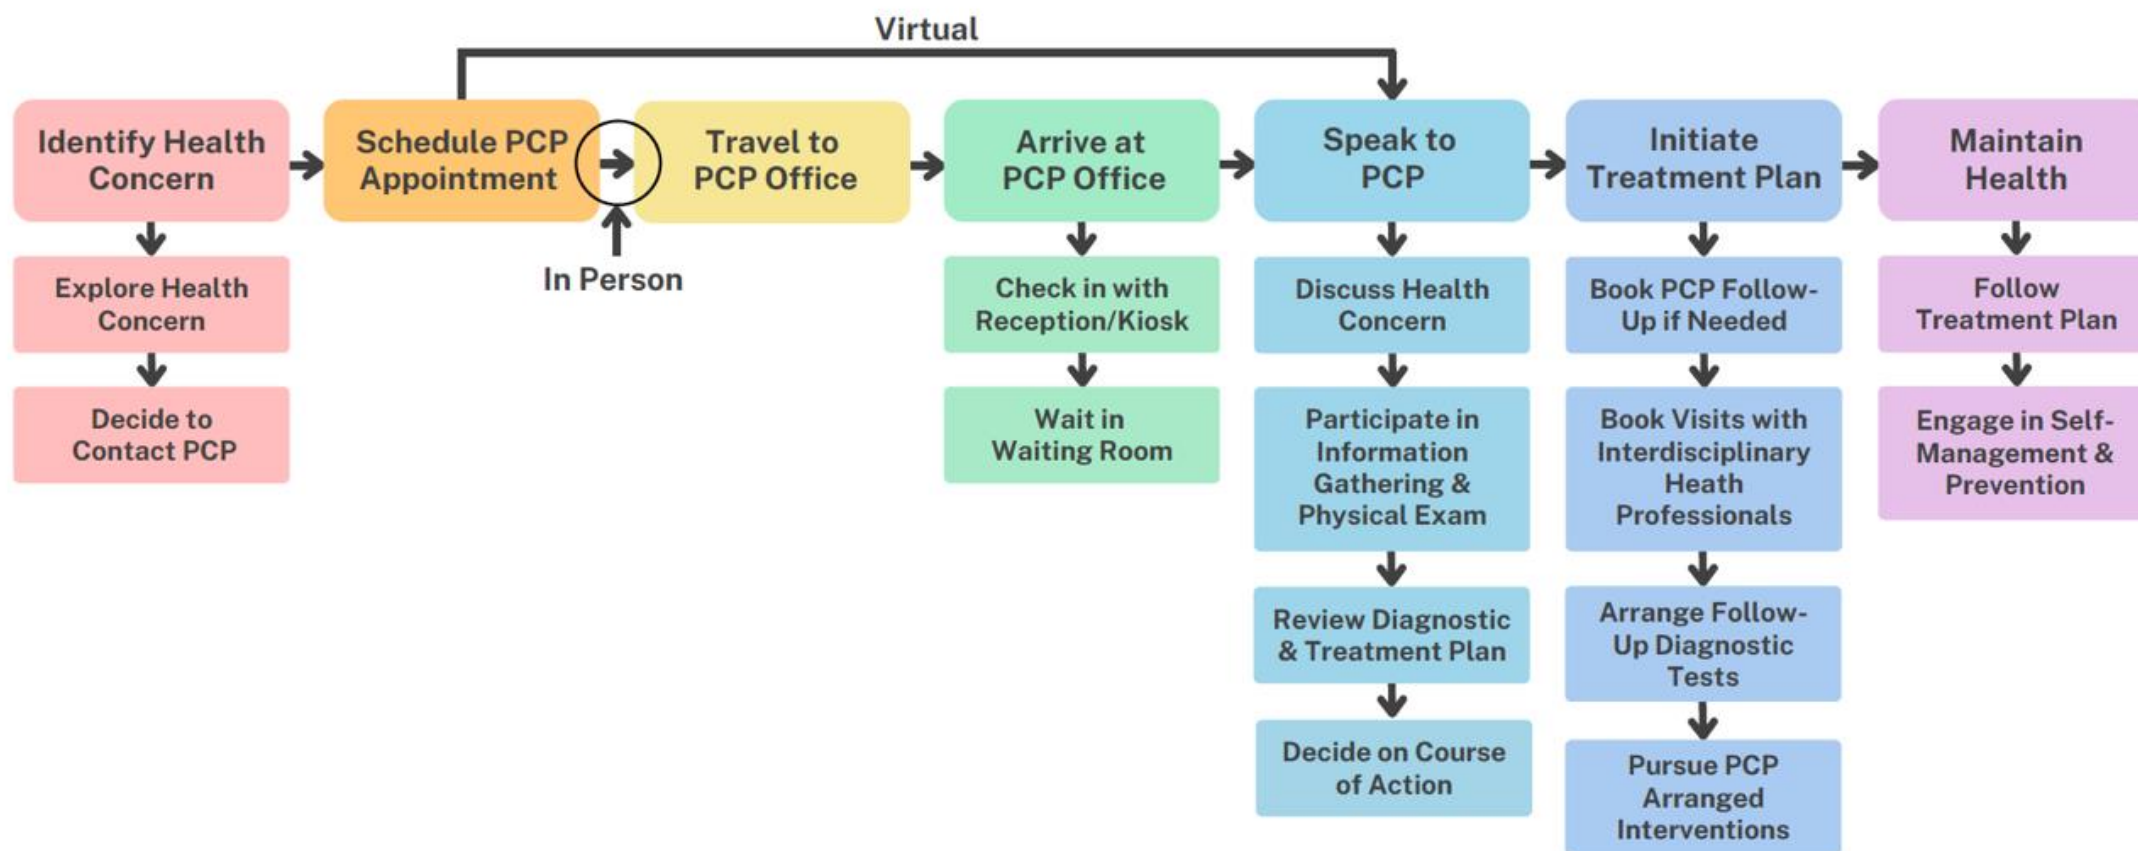 Virtual
Identify Health
Concern
Schedule PCP
Appointment
Travel to
PCP Office
Arrive at
PCP Office
Speak to
PCP
Initiate
Treatment Plan
Maintain
Health
In Person
Explore Health
Concern
Decide to
Contact PCP
Check in with
Reception/Kiosk
Wait in
Waiting Room
Discuss Health
Concern
Participate in
Information
Gathering &
Physical Exam
Review Diagnostic
& Treatment Plan
Decide on Course
of Action
Book PCP Follow-
Up if Needed
Book Visits with
Interdisciplinary
Heath
Professionals
Arrange Follow-
Up Diagnostic
Tests
Pursue PCP
Arranged
Interventions
Follow
Treatment Plan
Engage in Self-
Management &
Prevention